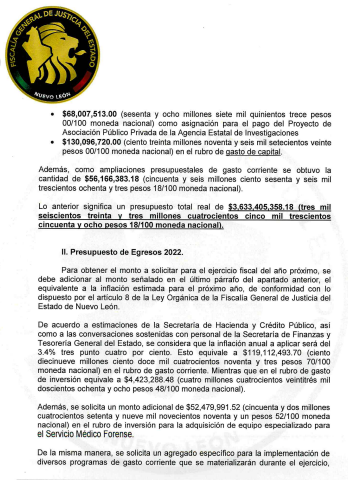 FISCALÍA GENERAL DE JUSTICIA DEL ESTADO
NUEVO LEÓN
• $68,007,513.00 (sesenta y ocho millones siete mil quinientos trece pesos
00/100 moneda nacional) como asignación para el pago del Proyecto de
Asociación Público Privada de la Agencia Estatal de Investigaciones
• $130,096,720.00 (ciento treinta millones noventa y seis mil setecientos veinte
pesos 00/100 moneda nacional) en el rubro de gasto de capital.
Además, como ampliaciones presupuestales de gasto corriente se obtuvo la
cantidad de $56,166,383.18 (cincuenta y seis millones ciento sesenta y seis mil
trescientos ochenta y tres pesos 18/100 moneda nacional).
Lo anterior significa un presupuesto total real de $3,633,405,358.18 (tres mil
seiscientos treinta y tres millones cuatrocientos cinco mil trescientos
cincuenta y ocho pesos 18/100 moneda nacional).
II. Presupuesto de Egresos 2022.
Para obtener el monto a solicitar para el ejercicio fiscal del año próximo, se
debe adicionar al monto señalado en el último párrafo del apartado anterior, el
equivalente a la inflación estimada para el próximo año, de conformidad con lo
dispuesto por el artículo 8 de la Ley Orgánica de la Fiscalía General de Justicia del
Estado de Nuevo León.
De acuerdo a estimaciones de la Secretaría de Hacienda y Crédito Público, así
como a las conversaciones sostenidas con personal de la Secretaría de Finanzas y
Tesorería General del Estado, se considera que la inflación anual a aplicar será del
3.4% tres punto cuatro por ciento. Esto equivale a $119,112,493.70 (ciento
diecinueve millones ciento doce mil cuatrocientos noventa y tres pesos 70/100
moneda nacional) en el rubro de gasto corriente. Mientras que en el rubro de gasto
de inversión equivale a $4,423,288.48 (cuatro millones cuatrocientos veintitrés mil
doscientos ochenta y ocho pesos 48/100 moneda nacional).
Además, se solicita un monto adicional de $52,479,991.52 (cincuenta y dos millones
cuatrocientos setenta y nueve mil novecientos noventa y un pesos 52/100 moneda
nacional) en el rubro de inversión para la adquisición de equipo especializado para
el Servicio Médico Forense.
De la misma manera, se solicita un agregado específico para la implementación de
diversos programas de gasto corriente que se materializarán durante el ejercicio,